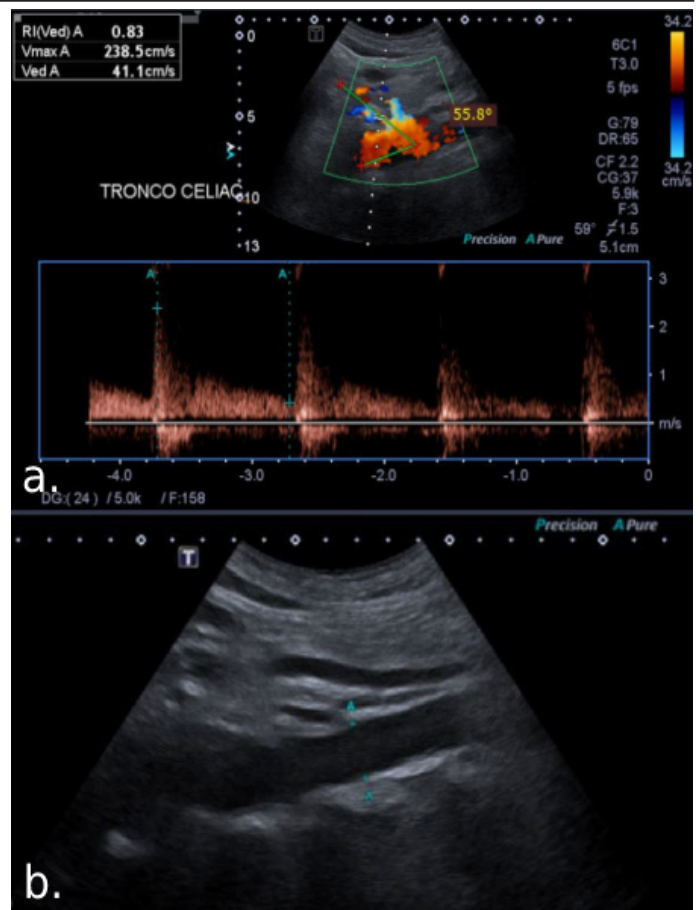 RI(Ved) A 0.83
Vmax A 238.5cm/s
Ved A 41.1cm/s
T
0
5
10
13
55.8°
TRONCO CELIAC
Precision A Pure
34.2
6C1
T3.0
5 fps
G:79
DR:65
CF 2.2
CG:37
34.2
cm/s
5.9k
F:3
59° 1.5
5.1cm
A
A
3
2
1
m/s
-4.0 -3.0 -2.0 -1.0 0
a.
DG:( 24 ) /5.0k /F:158
Precision A Pure
T
A
A
b.